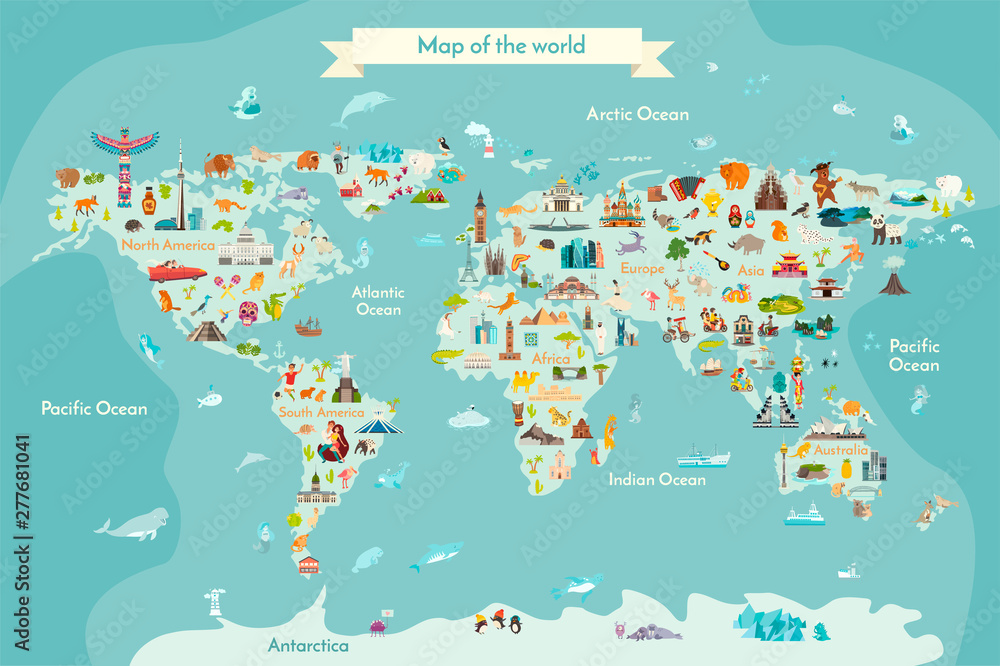 Map of the world
Arctic Ocean
North America
Europe
Asia
Atlantic
Ocean
Pacific
Ocean
Africa
Pacific Ocean
South America
Australia
Indian Ocean
Antarctica
Adobe Stock | #277681041